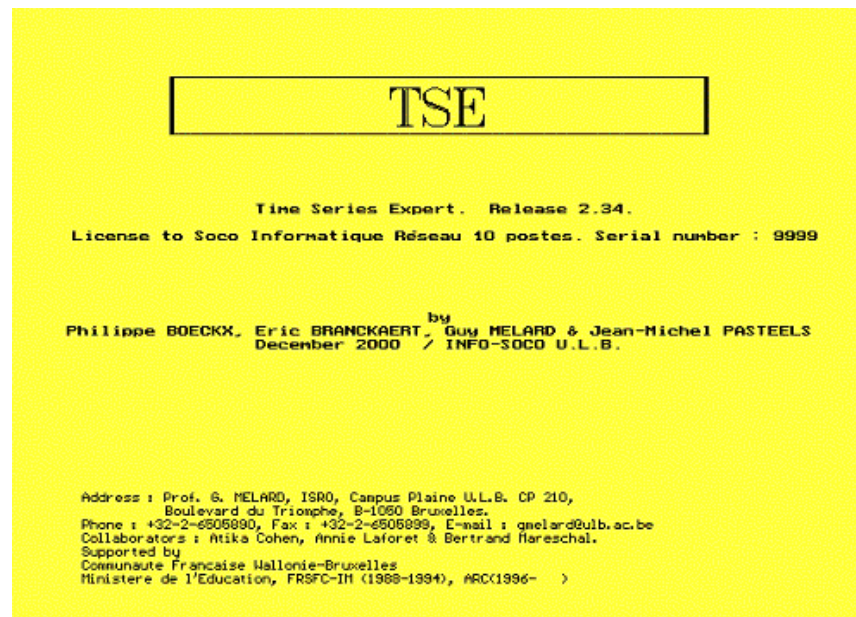 TSE
Time Series Expert. Release 2.34.
License to Soco Informatique Réseau 10 postes. Serial number : 9999
by
Philippe BOECKX, Eric BRANCKAERT, Guy MELARD & Jean-Michel PASTEELS
December 2000 / INFO-SOCO U.L.B.
Address : Prof. G. MELARD, ISRO, Campus Plaine U.L.B. CP 210,
Boulevard du Triomphe, B-1050 Bruxelles.
Phone : +32-2-6505890, Fax : +32-2-6505899, E-mail : gmelard@ulb.ac.be
Collaborators : Atika Cohen, Annie Laforet & Bertrand Mareschal.
Supported by
Communaute Francaise Wallonie-Bruxelles
Ministere de l'Education, FRSFC-IM (1988-1994), ARC(1996- )